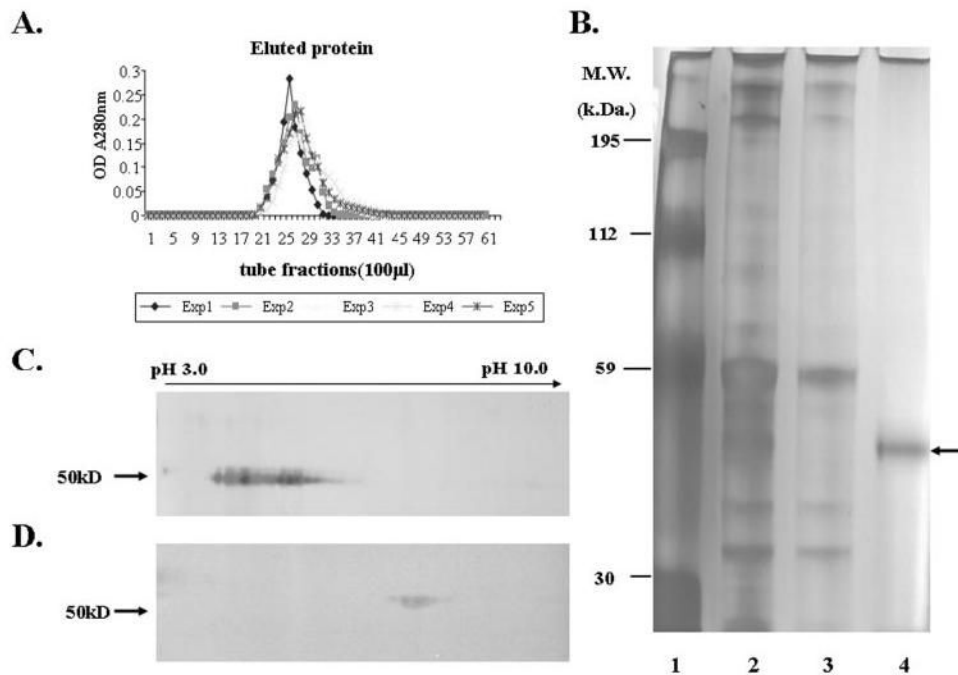 A.
Eluted protein
0.3
0.25
0.2
0.15
0.1
0.05
0
OD A280nm
1 5 9 13 17 21 25 29 33 37 41 45 49 53 57 61
tube fractions(100µl)
Exp1 Exp2 Exp3 Exp4 Exp5
B.
M.W.
(k.Da.)
195
112
59
30
1 2 3 4
C.
pH 3.0 pH 10.0
50kD
D.
50kD